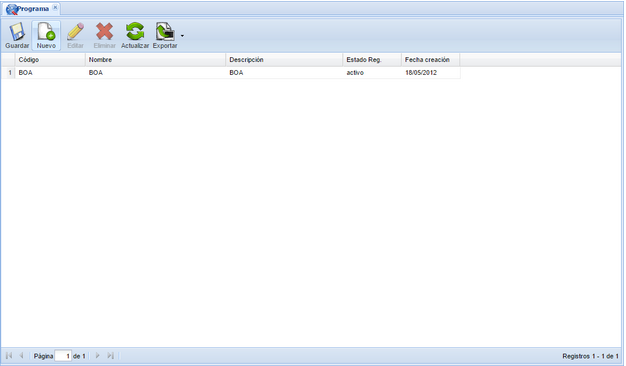 Programa
Guardar Nuevo Editar Eliminar Actualizar Exportar
Código Nombre Descripción Estado Reg. Fecha creación
1 BOA BOA BOA activo 18/05/2012
Página 1 de 1 Registros 1 - 1 de 1